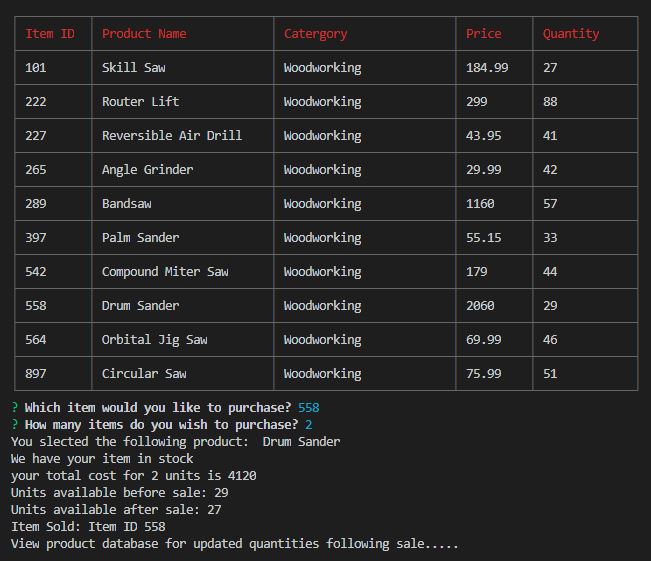 Item ID Product Name Catergory Price Quantity
101 Skill Saw Woodworking 184.99 27
222 Router Lift Woodworking 299 88
227 Reversible Air Drill Woodworking 43.95 41
265 Angle Grinder Woodworking 29.99 42
289 Bandsaw Woodworking 1160 57
397 Palm Sander Woodworking 55.15 33
542 Compound Miter Saw Woodworking 179 44
558 Drum Sander Woodworking 2060 29
564 Orbital Jig Saw Woodworking 69.99 46
897 Circular Saw Woodworking 75.99 51
? Which item would you like to purchase? 558
? How many items do you wish to purchase? 2
You slected the following product:  Drum Sander
We have your item in stock
your total cost for 2 units is 4120
Units available before sale: 29
Units available after sale: 27
Item Sold: Item ID 558
View product database for updated quantities following sale.....